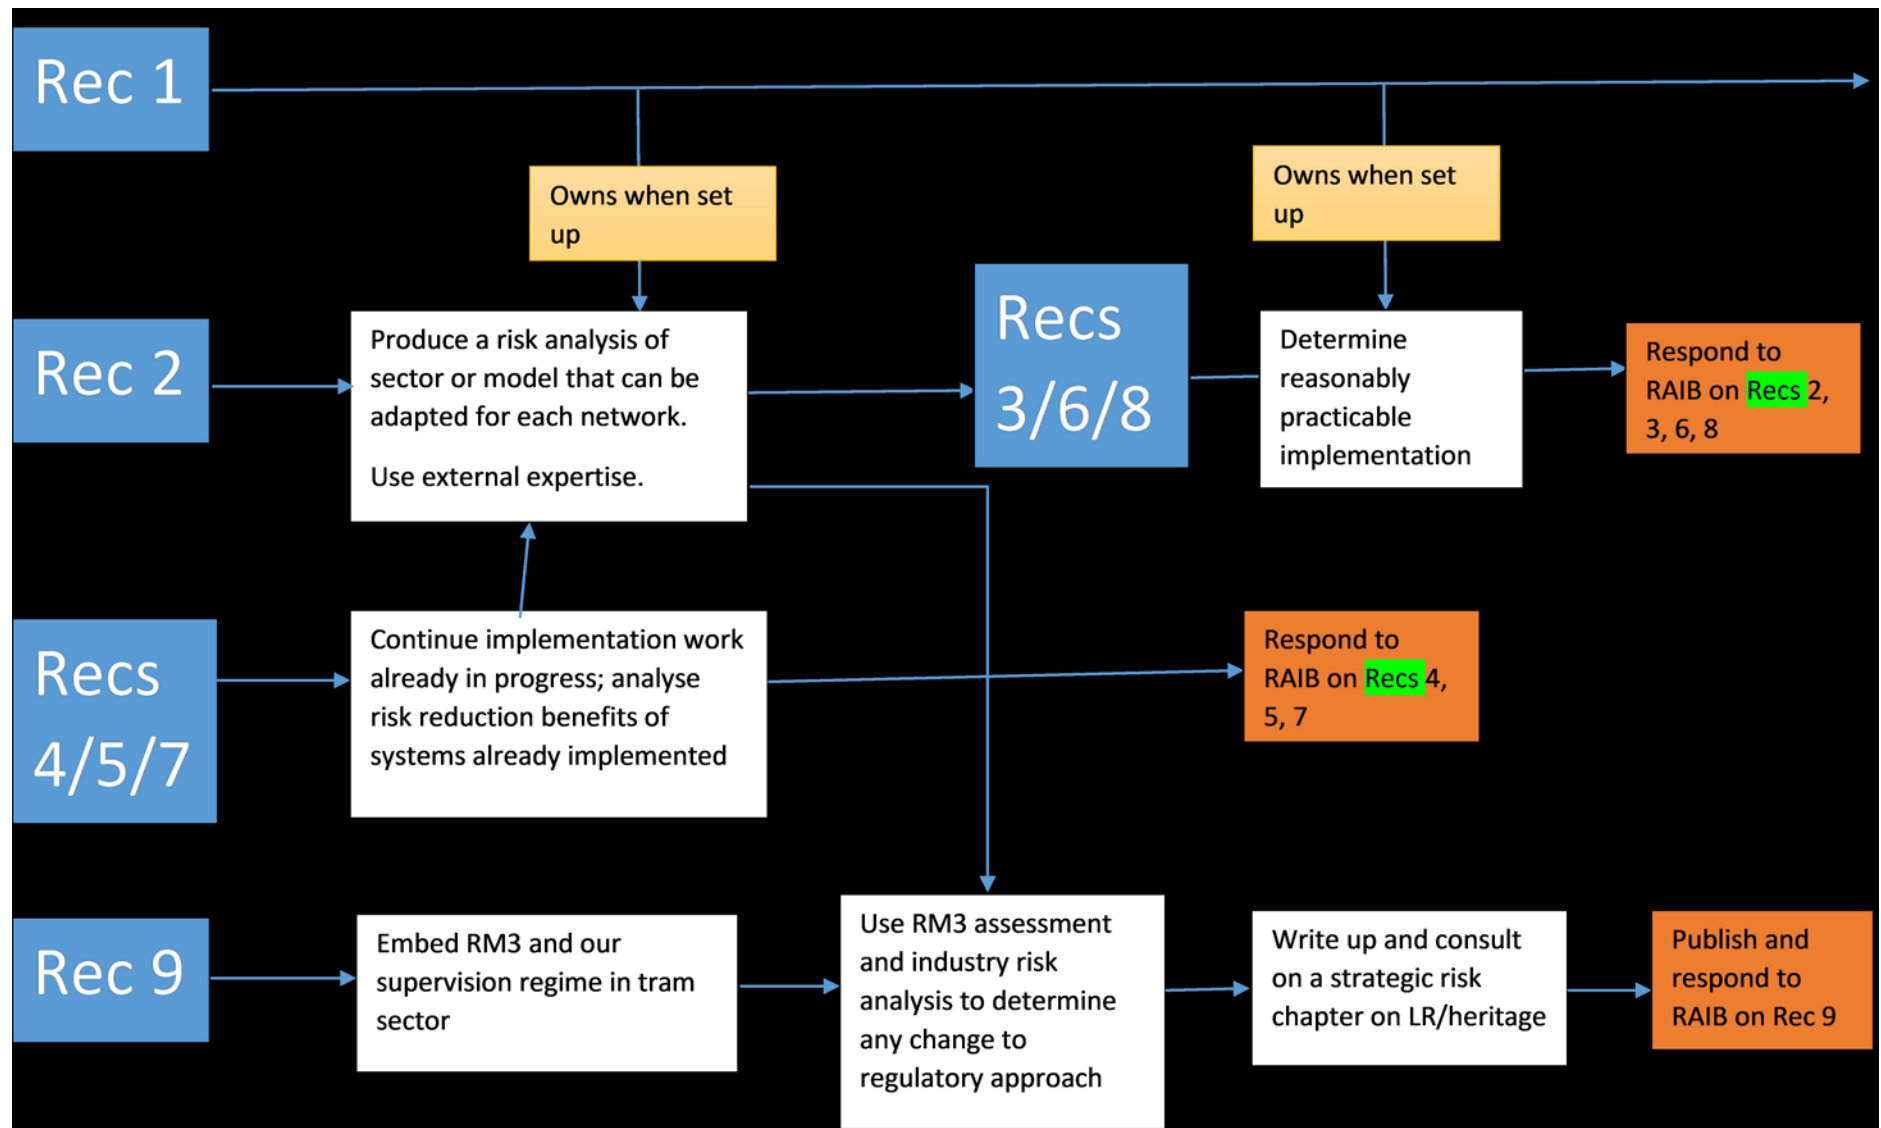 Rec 1
Owns when set
up
Owns when set
up
Rec 2
Produce a risk analysis of
sector or model that can be
adapted for each network.
Use external expertise.
Recs
3/6/8
Determine
reasonably
practicable
implementation
Respond to
RAIB on Recs 2,
3, 6, 8
Recs
4/5/7
Continue implementation work
already in progress; analyse
risk reduction benefits of
systems already implemented
Respond to
RAIB on Recs 4,
5, 7
Rec 9
Embed RM3 and our
supervision regime in tram
sector
Use RM3 assessment
and industry risk
analysis to determine
any change to
regulatory approach
Write up and consult
on a strategic risk
chapter on LR/heritage
Publish and
respond to
RAIB on Rec 9